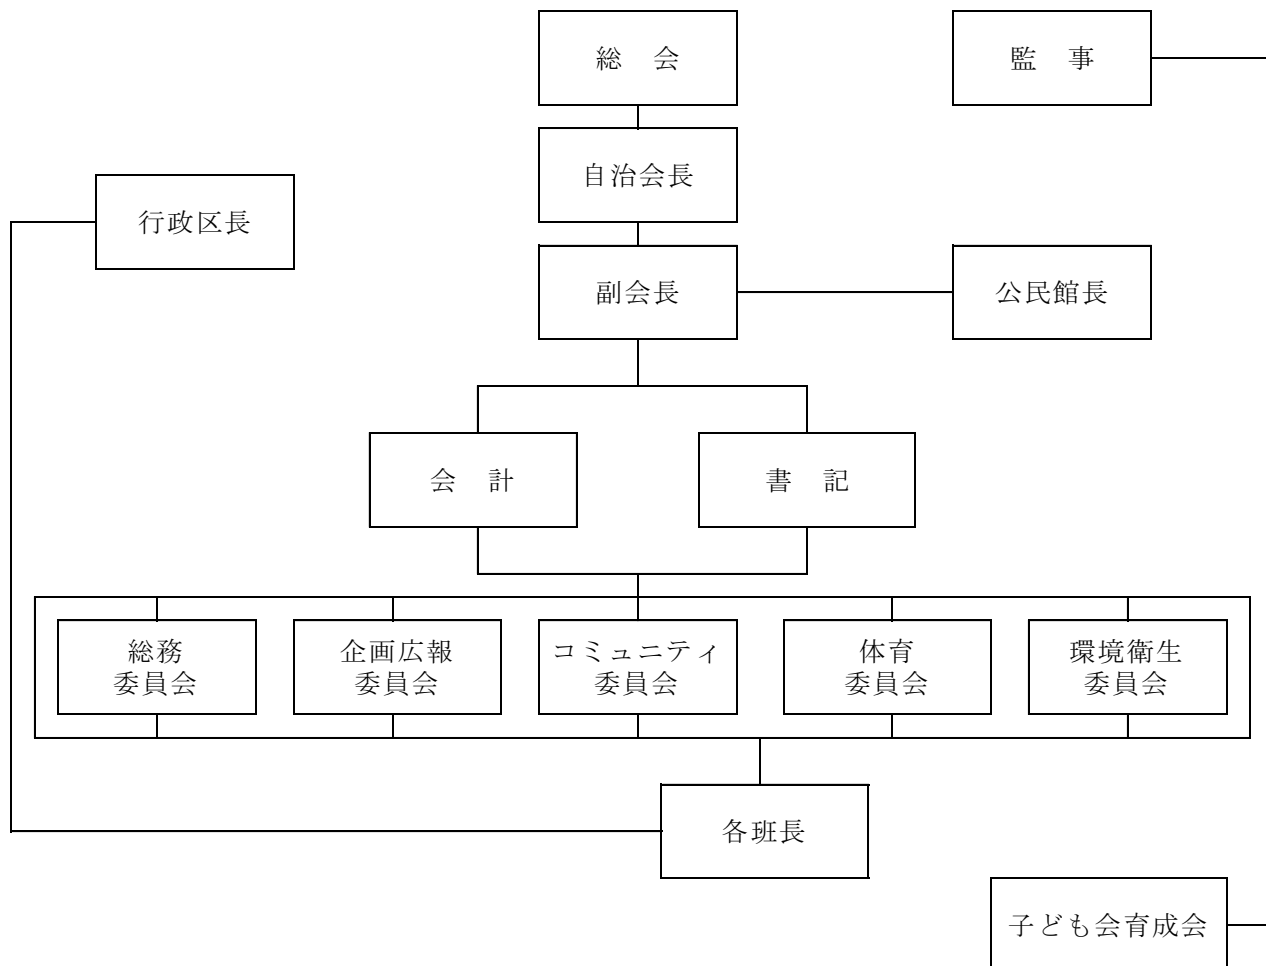 総　会
監　事
自治会長
行政区長
副会長
公民館長
会　計
書　記
総務
委員会
企画広報
委員会
コミュニティ
委員会
体育
委員会
環境衛生
委員会
各班長
子ども会育成会